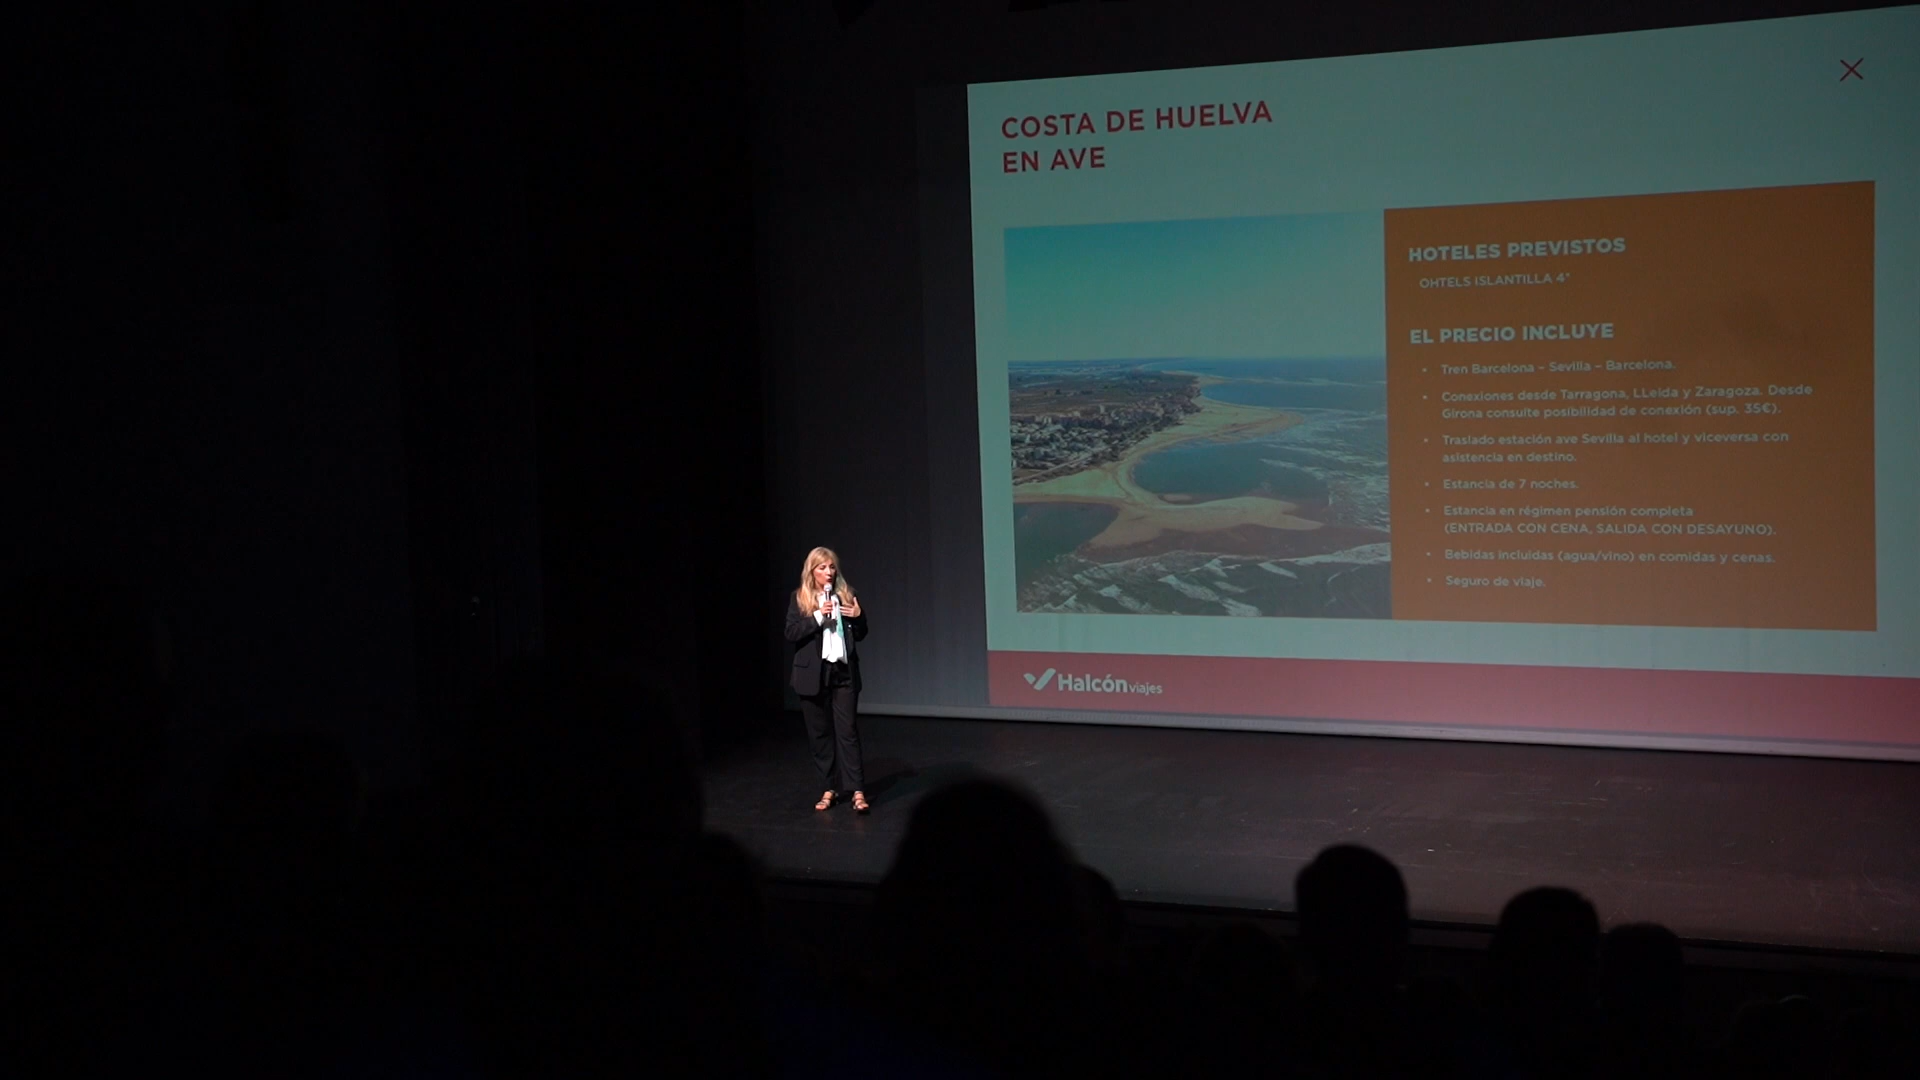 COSTA DE HUELVA
EN AVE
HOTELES PREVISTOS
OHTELS ISLANTILLA 4*
EL PRECIO INCLUYE
• Tren Barcelona – Sevilla – Barcelona.
• Conexiones desde Tarragona, LLeida y Zaragoza. Desde
Girona consulte posibilidad de conexión (sup. 35€).
• Traslado estación ave Sevilla al hotel y viceversa con
asistencia en destino.
• Estancia de 7 noches.
• Estancia en régimen pensión completa
(ENTRADA CON CENA, SALIDA CON DESAYUNO).
• Bebidas incluidas (agua/vino) en comidas y cenas.
• Seguro de viaje.
Halcón viajes